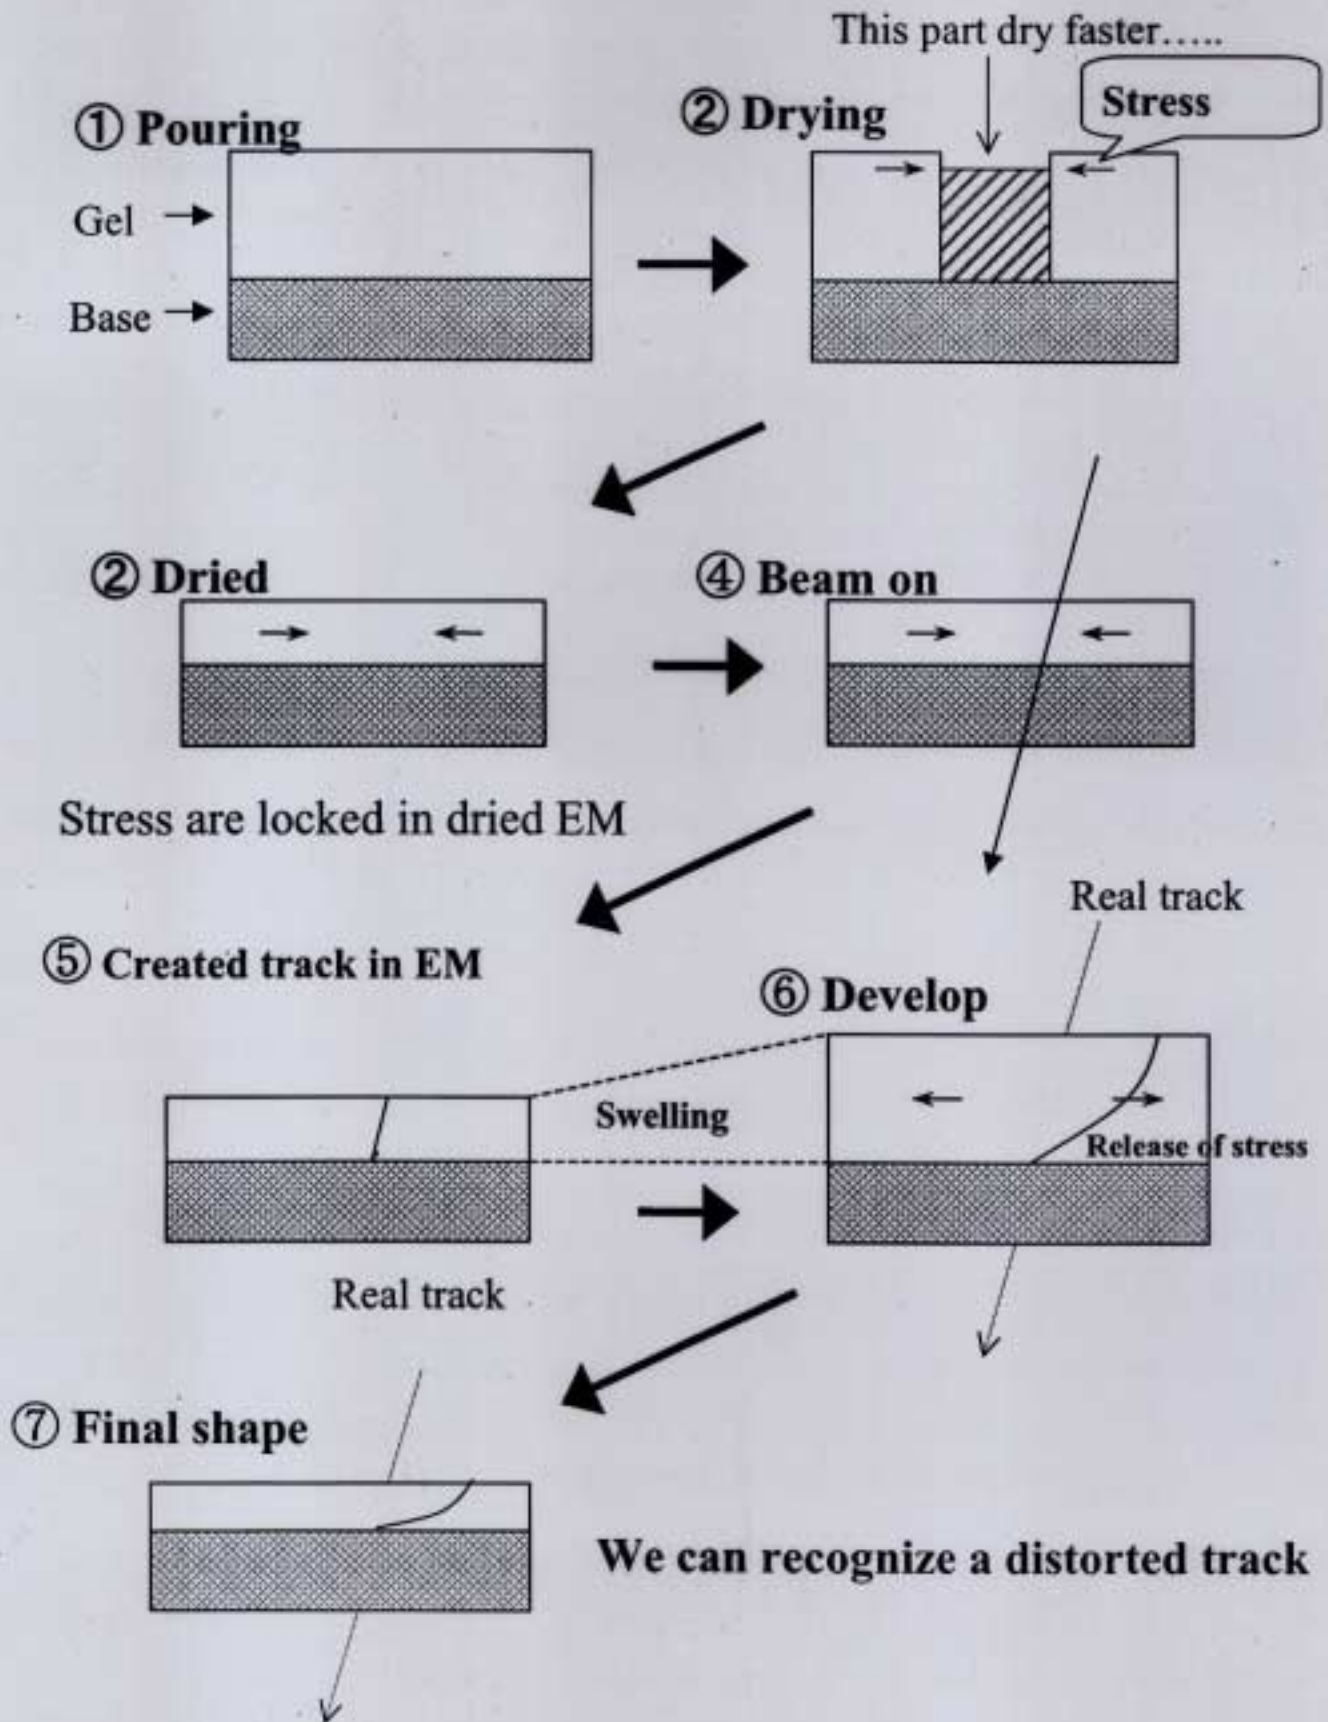 This part dry faster.....
① Pouring
② Drying
Stress
Gel
Base
② Dried
④ Beam on
Stress are locked in dried EM
Real track
⑤ Created track in EM
⑥ Develop
Swelling
Release of stress
Real track
⑦ Final shape
We can recognize a distorted track